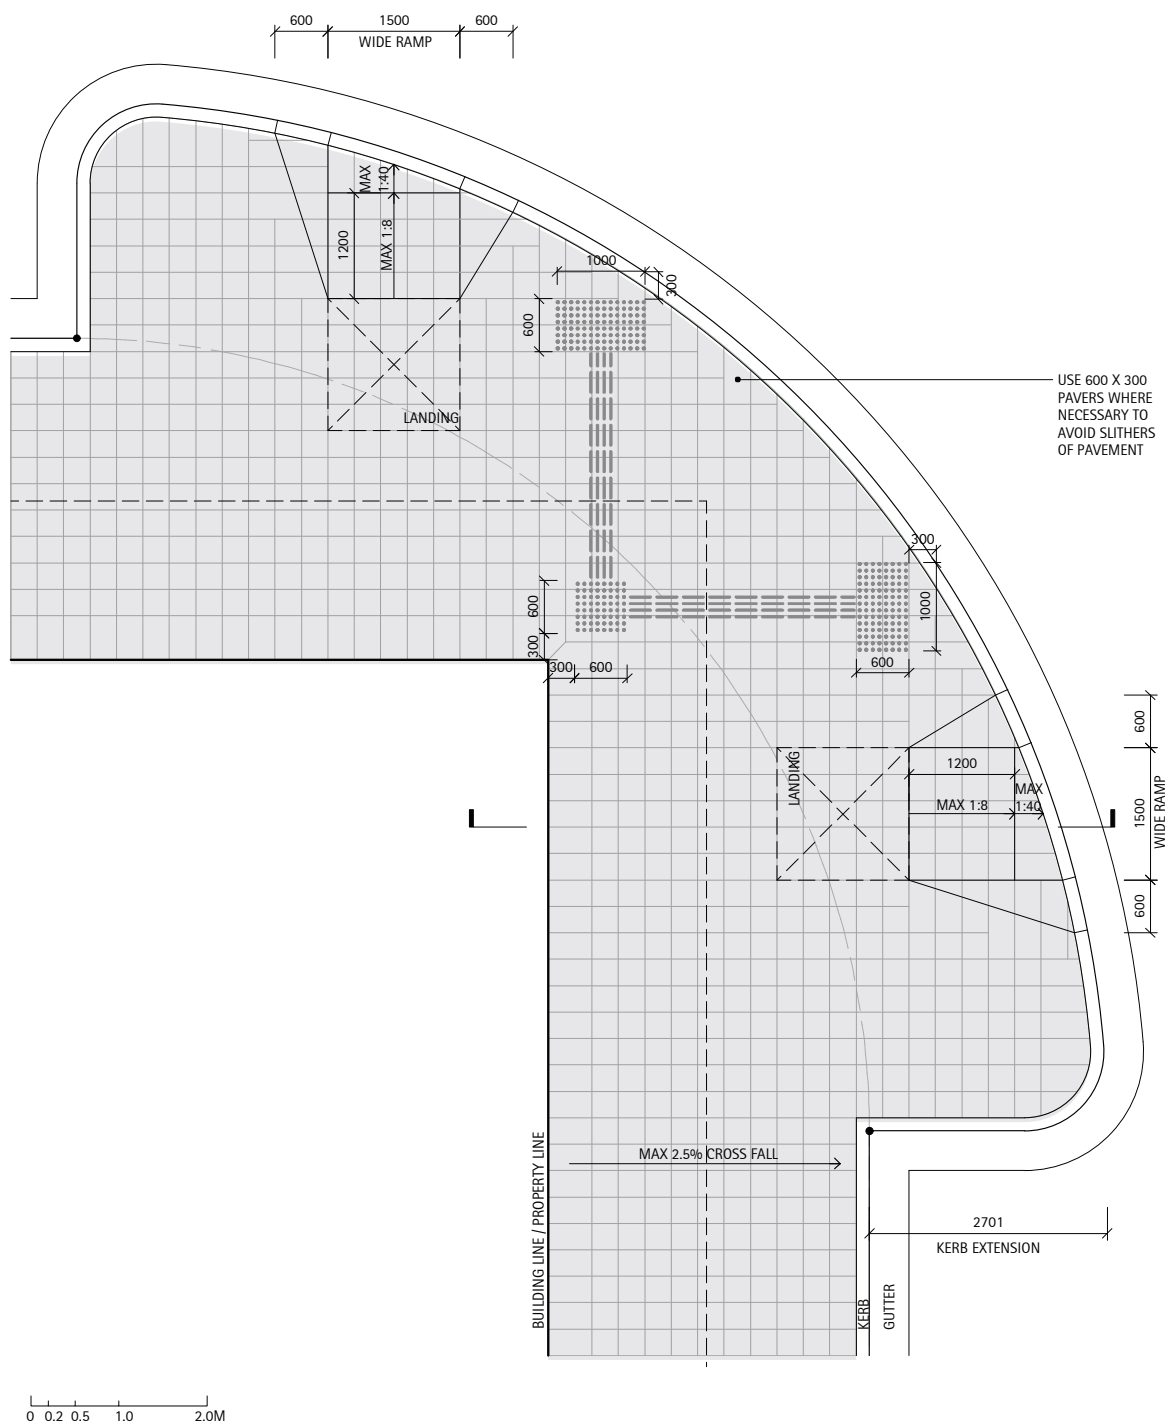 600 1500 600
WIDE RAMP
MAX
1:40
1200
MAX 1:8
1000
300
600
LANDING
USE 600 X 300
PAVERS WHERE
NECESSARY TO
AVOID SLITHERS
OF PAVEMENT
300
1000
600
600
300
300 600
600
1500
WIDE RAMP
600
LANDING
1200
MAX 1:8
MAX
1:40
MAX 2.5% CROSS FALL
BUILDING LINE / PROPERTY LINE
2701
KERB EXTENSION
KERB
GUTTER
0 0.2 0.5 1.0 2.0M